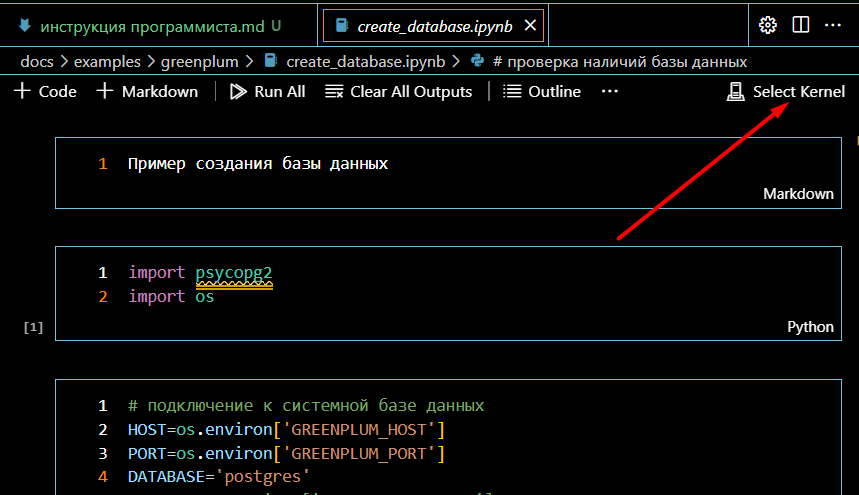 инструкция программиста.md U
create_database.ipynb
docs > examples > greenplum > create_database.ipynb > # проверка наличий базы данных
+ Code + Markdown Run All Clear All Outputs Outline ... Select Kernel
1 Пример создания базы данных
Markdown
1 import psycopg2
2 import os
[1] Python
1 # подключение к системной базе данных
2 HOST=os.environ['GREENPLUM_HOST']
3 PORT=os.environ['GREENPLUM_PORT']
4 DATABASE='postgres'